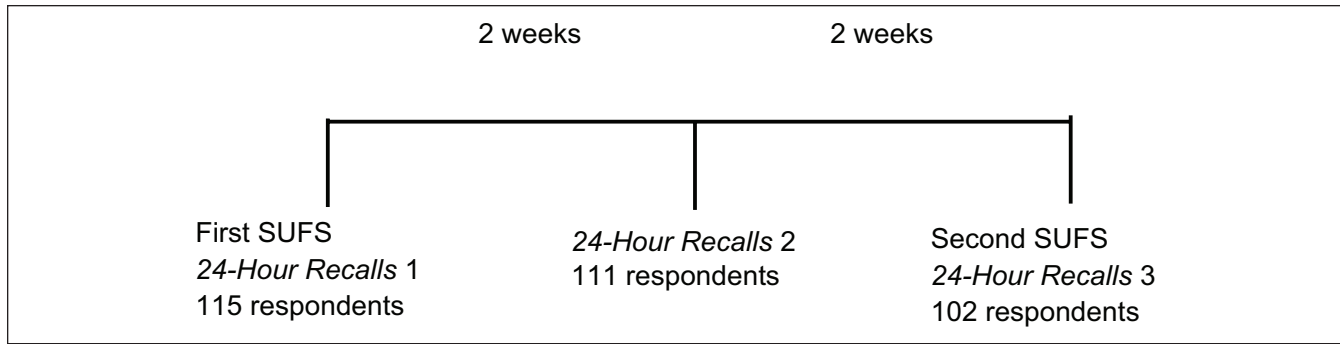 2 weeks
2 weeks
First SUFS
24-Hour Recalls 1
115 respondents
24-Hour Recalls 2
111 respondents
Second SUFS
24-Hour Recalls 3
102 respondents